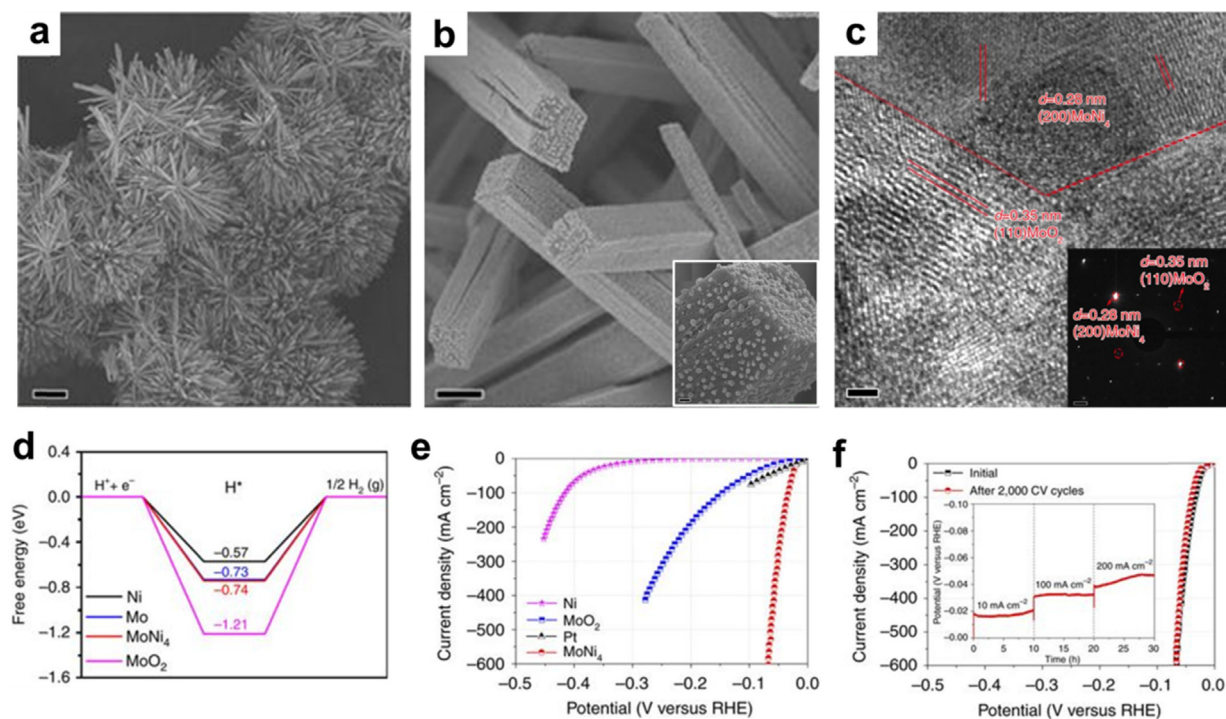 a
b
c
d=0.28 nm
(200)MoNi₄
d=0.35 nm
(110)MoO₂
d=0.35 nm
(110)MoO₂
d=0.28 nm
(200)MoNi₄
d
Free energy (eV)
0.4
0.0
−0.4
−0.8
−1.2
−1.6
H⁺+ e⁻
H*
1/2 H₂ (g)
−0.57
−0.73
−0.74
−1.21
Ni
Mo
MoNi₄
MoO₂
e
Current density (mA cm⁻²)
0
−100
−200
−300
−400
−500
−600
Ni
MoO₂
Pt
MoNi₄
−0.5 −0.4 −0.3 −0.2 −0.1 0.0
Potential (V versus RHE)
f
Current density (mA cm⁻²)
0
−100
−200
−300
−400
−500
−600
Initial
After 2,000 CV cycles
Potential (V versus RHE)
−0.10
−0.08
−0.06
−0.04
−0.02
−0.00
10 mA cm⁻²
100 mA cm⁻²
200 mA cm⁻²
0 5 10 15 20 25 30
Time (h)
−0.5 −0.4 −0.3 −0.2 −0.1 0.0
Potential (V versus RHE)